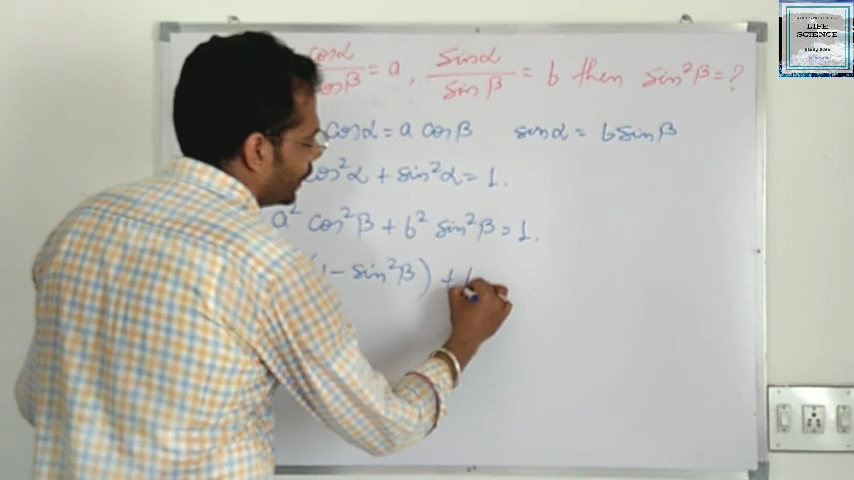 cosα/cosβ = a, sinα/sinβ = b then sin²β = ?
cosα = a cosβ sinα = b sinβ
cos²α + sin²α = 1.
a² cos²β + b² sin²β = 1.
(1 - sin²β) +
LIFE
SCIENCE